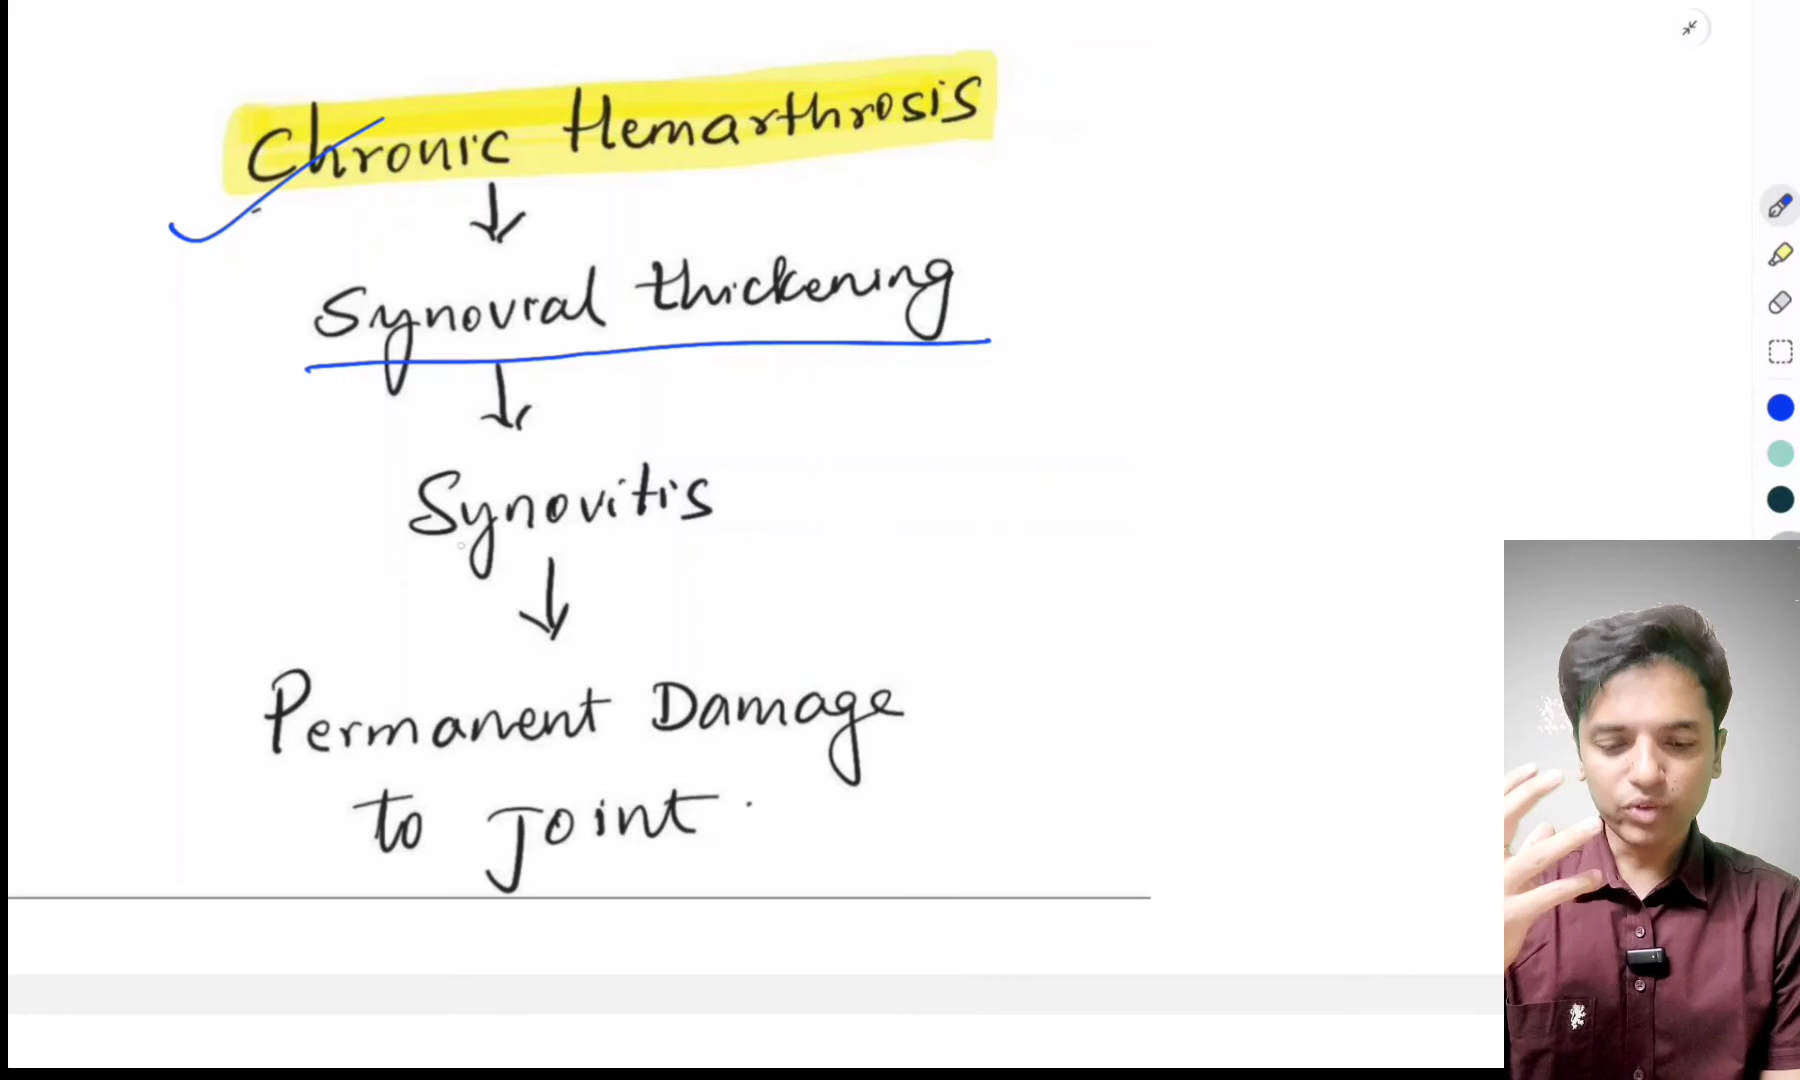 Chronic Hemarthrosis
Synovial thickening
Synovitis
Permanent Damage
to Joint.